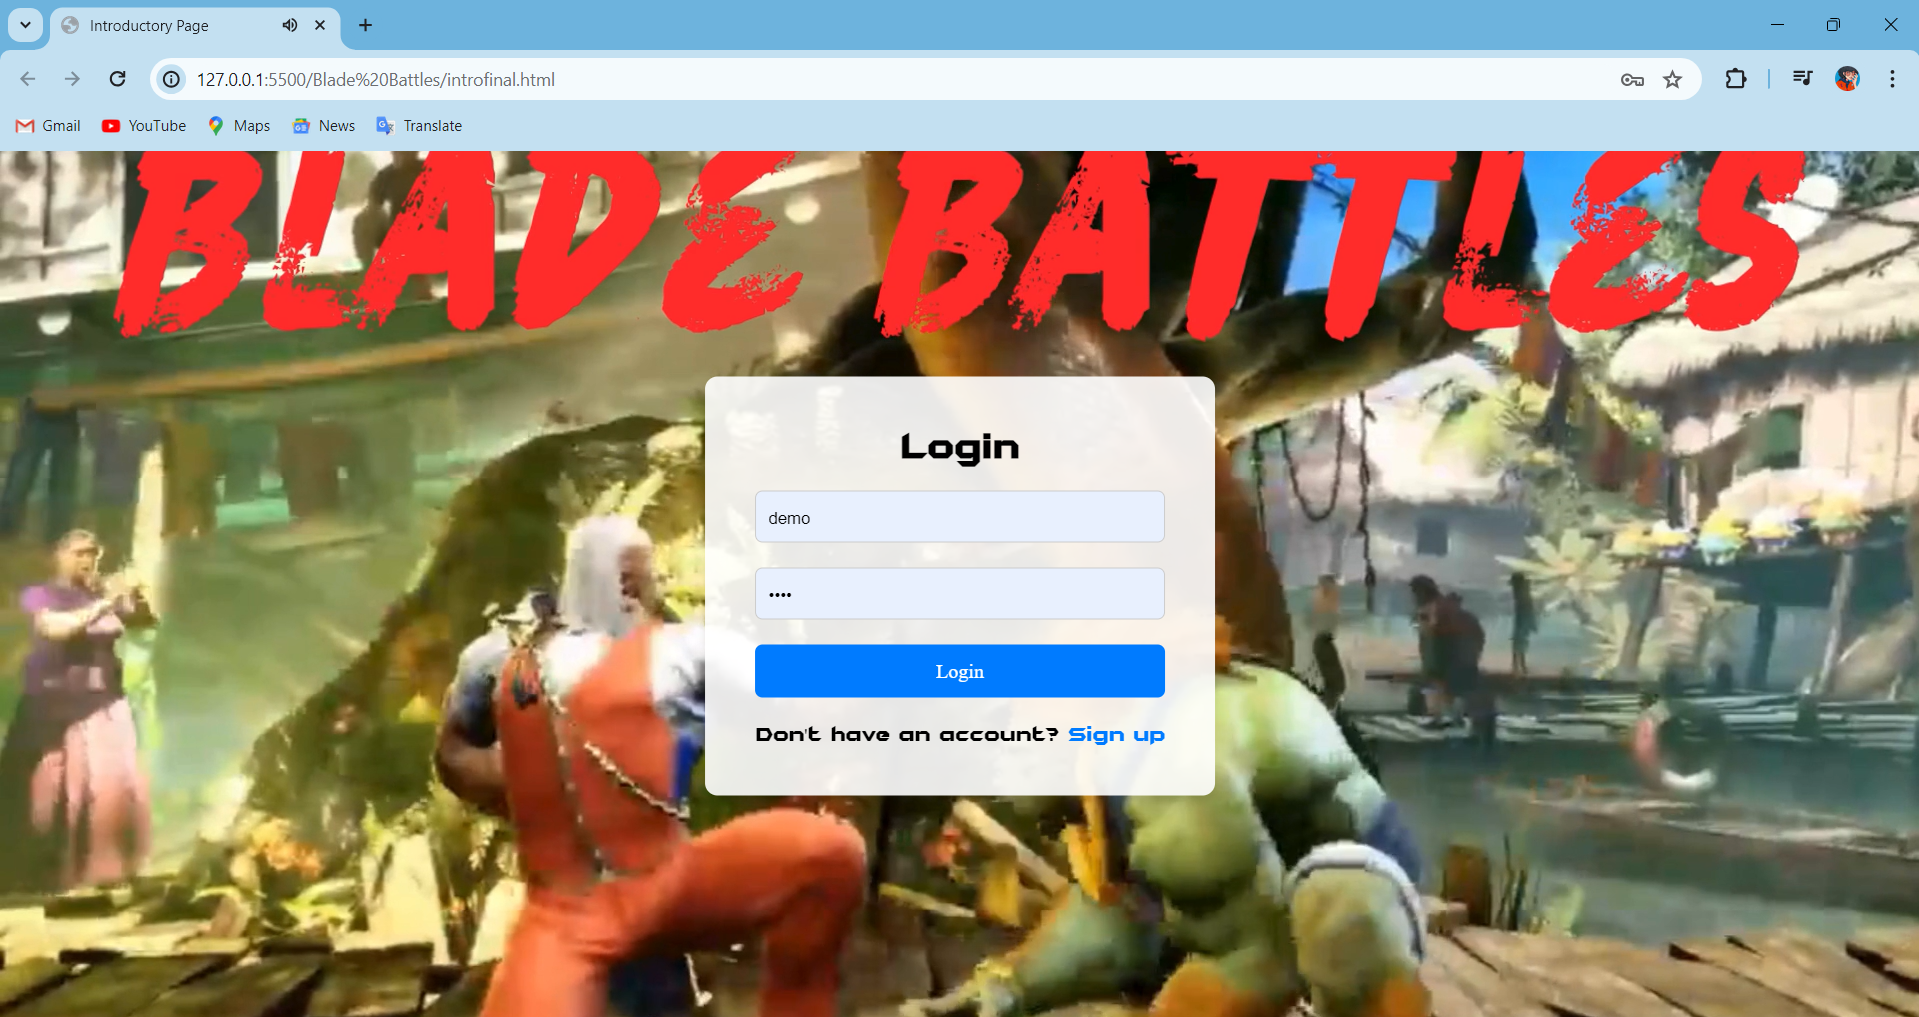 Introductory Page
127.0.0.1:5500/Blade%20Battles/introfinal.html
Gmail YouTube Maps News Translate
BLADE BATTLES
Login
demo
••••
Login
Don't have an account? Sign up